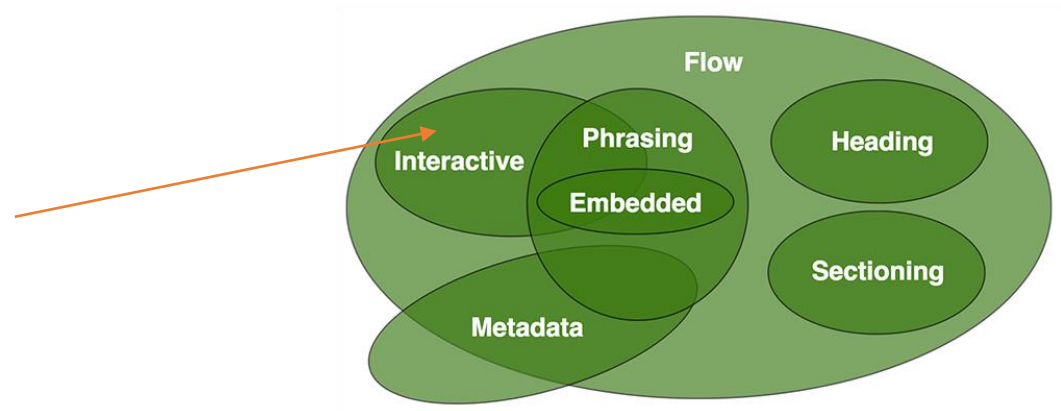 Flow
Phrasing
Heading
Interactive
Embedded
Sectioning
Metadata